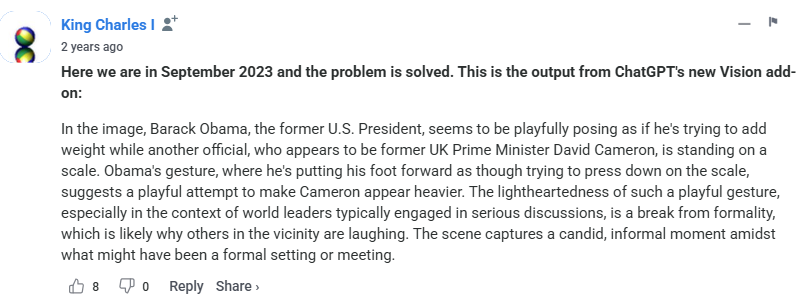 King Charles I
2 years ago
Here we are in September 2023 and the problem is solved. This is the output from ChatGPT's new Vision add-
on:
In the image, Barack Obama, the former U.S. President, seems to be playfully posing as if he's trying to add
weight while another official, who appears to be former UK Prime Minister David Cameron, is standing on a
scale. Obama's gesture, where he's putting his foot forward as though trying to press down on the scale,
suggests a playful attempt to make Cameron appear heavier. The lightheartedness of such a playful gesture,
especially in the context of world leaders typically engaged in serious discussions, is a break from formality,
which is likely why others in the vicinity are laughing. The scene captures a candid, informal moment amidst
what might have been a formal setting or meeting.
8 0 Reply Share ›